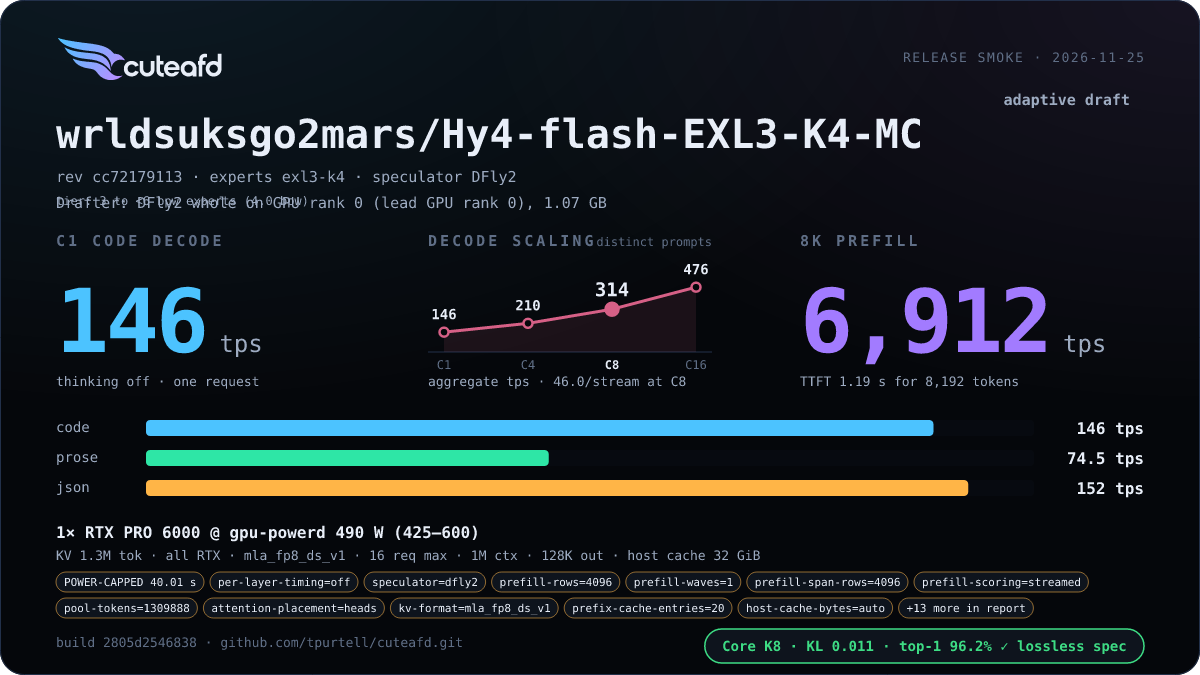 cuteafd
RELEASE SMOKE · 2026-11-25
adaptive draft
wrldsuksgo2mars/Hy4-flash-EXL3-K4-MC
rev cc72179113 · experts exl3-k4 · speculator DFly2
Drafter: DFly2 whole on GPU rank 0 (lead GPU rank 0), 1.07 GB
C1 CODE DECODE
146 tps
thinking off · one request
DECODE SCALING distinct prompts
146
210
314
476
C1
C4
C8
C16
aggregate tps · 46.0/stream at C8
8K PREFILL
6,912 tps
TTFT 1.19 s for 8,192 tokens
code 146 tps
prose 74.5 tps
json 152 tps
1× RTX PRO 6000 @ gpu-powerd 490 W (425–600)
KV 1.3M tok · all RTX · mla_fp8_ds_v1 · 16 req max · 1M ctx · 128K out · host cache 32 GiB
POWER-CAPPED 40.01 s per-layer-timing=off speculator=dfly2 prefill-rows=4096 prefill-waves=1 prefill-span-rows=4096 prefill-scoring=streamed
pool-tokens=1309888 attention-placement=heads kv-format=mla_fp8_ds_v1 prefix-cache-entries=20 host-cache-bytes=auto +13 more in report
build 2805d2546838 · github.com/tpurtell/cuteafd.git
Core K8 · KL 0.011 · top-1 96.2% ✓ lossless spec